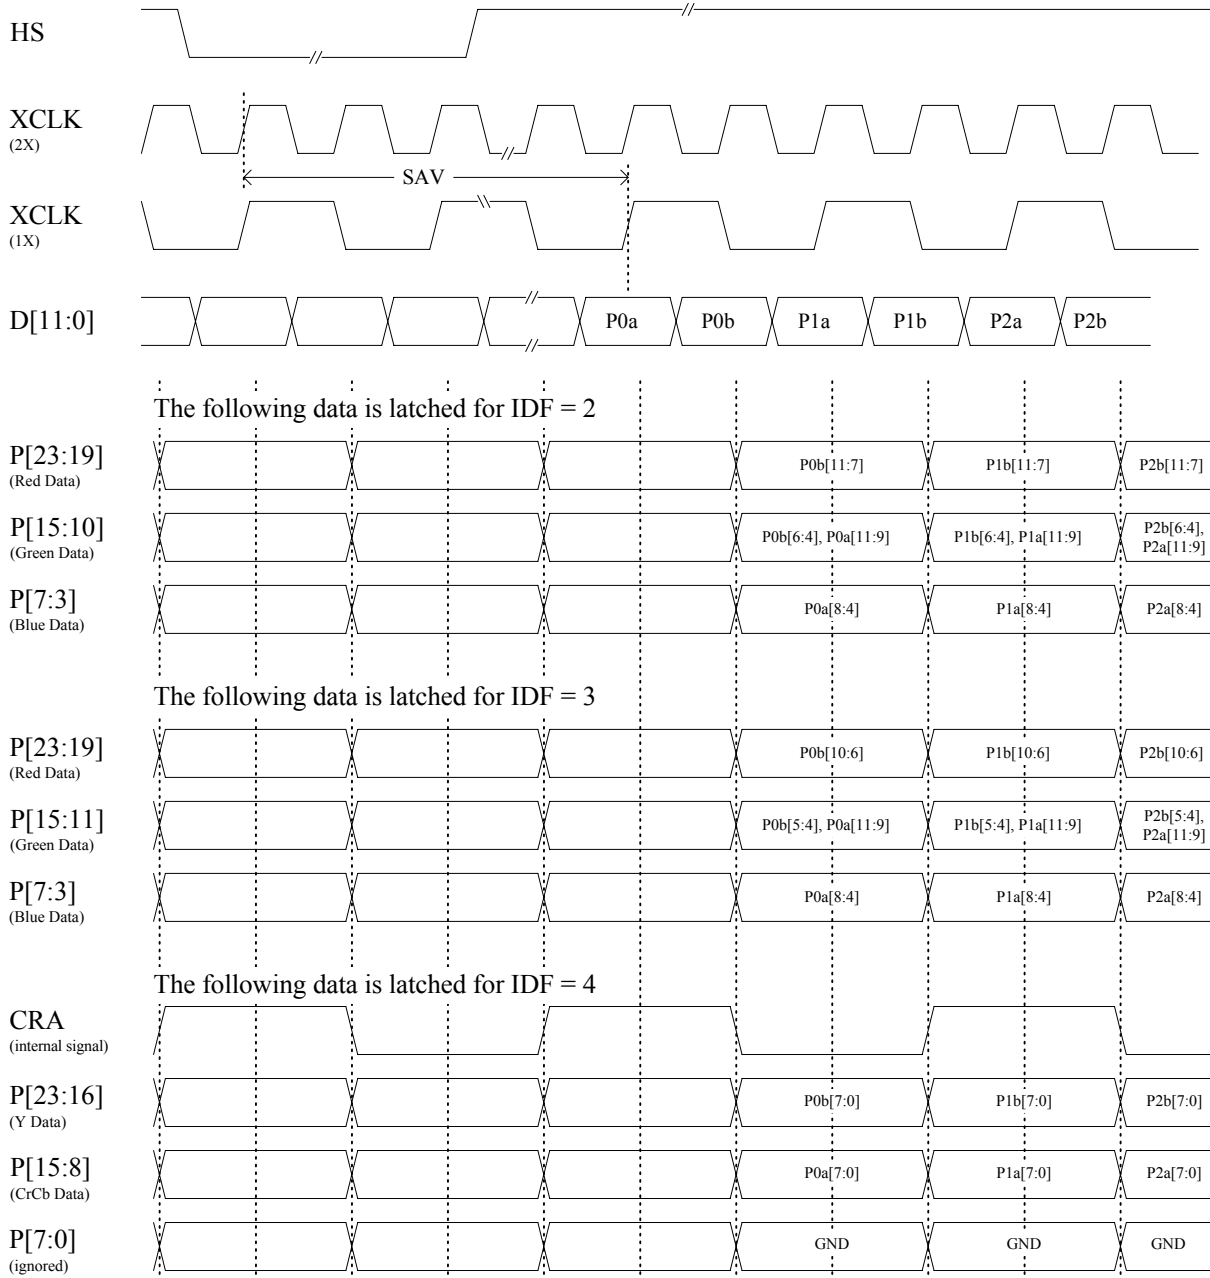 HS
XCLK
(2X)
SAV
XCLK
(1X)
D[11:0]
P0a P0b P1a P1b P2a P2b
The following data is latched for IDF = 2
P[23:19]
(Red Data)
P0b[11:7] P1b[11:7] P2b[11:7]
P[15:10]
(Green Data)
P0b[6:4], P0a[11:9] P1b[6:4], P1a[11:9] P2b[6:4],
P2a[11:9]
P[7:3]
(Blue Data)
P0a[8:4] P1a[8:4] P2a[8:4]
The following data is latched for IDF = 3
P[23:19]
(Red Data)
P0b[10:6] P1b[10:6] P2b[10:6]
P[15:11]
(Green Data)
P0b[5:4], P0a[11:9] P1b[5:4], P1a[11:9] P2b[5:4],
P2a[11:9]
P[7:3]
(Blue Data)
P0a[8:4] P1a[8:4] P2a[8:4]
The following data is latched for IDF = 4
CRA
(internal signal)
P[23:16]
(Y Data)
P0b[7:0] P1b[7:0] P2b[7:0]
P[15:8]
(CrCb Data)
P0a[7:0] P1a[7:0] P2a[7:0]
P[7:0]
(ignored)
GND GND GND